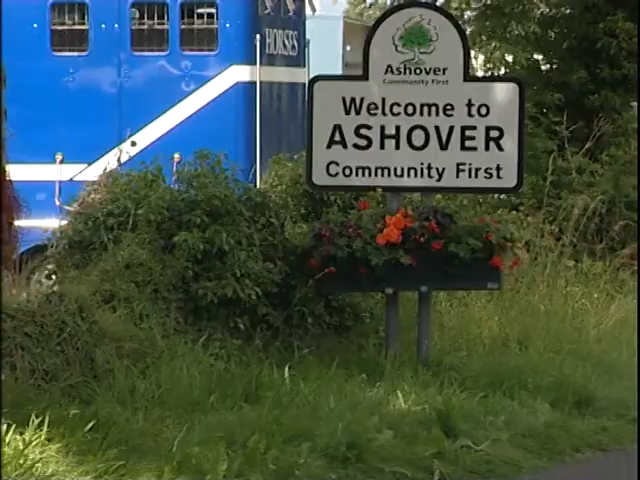 HORSES
Ashover
Community First
Welcome to
ASHOVER
Community First